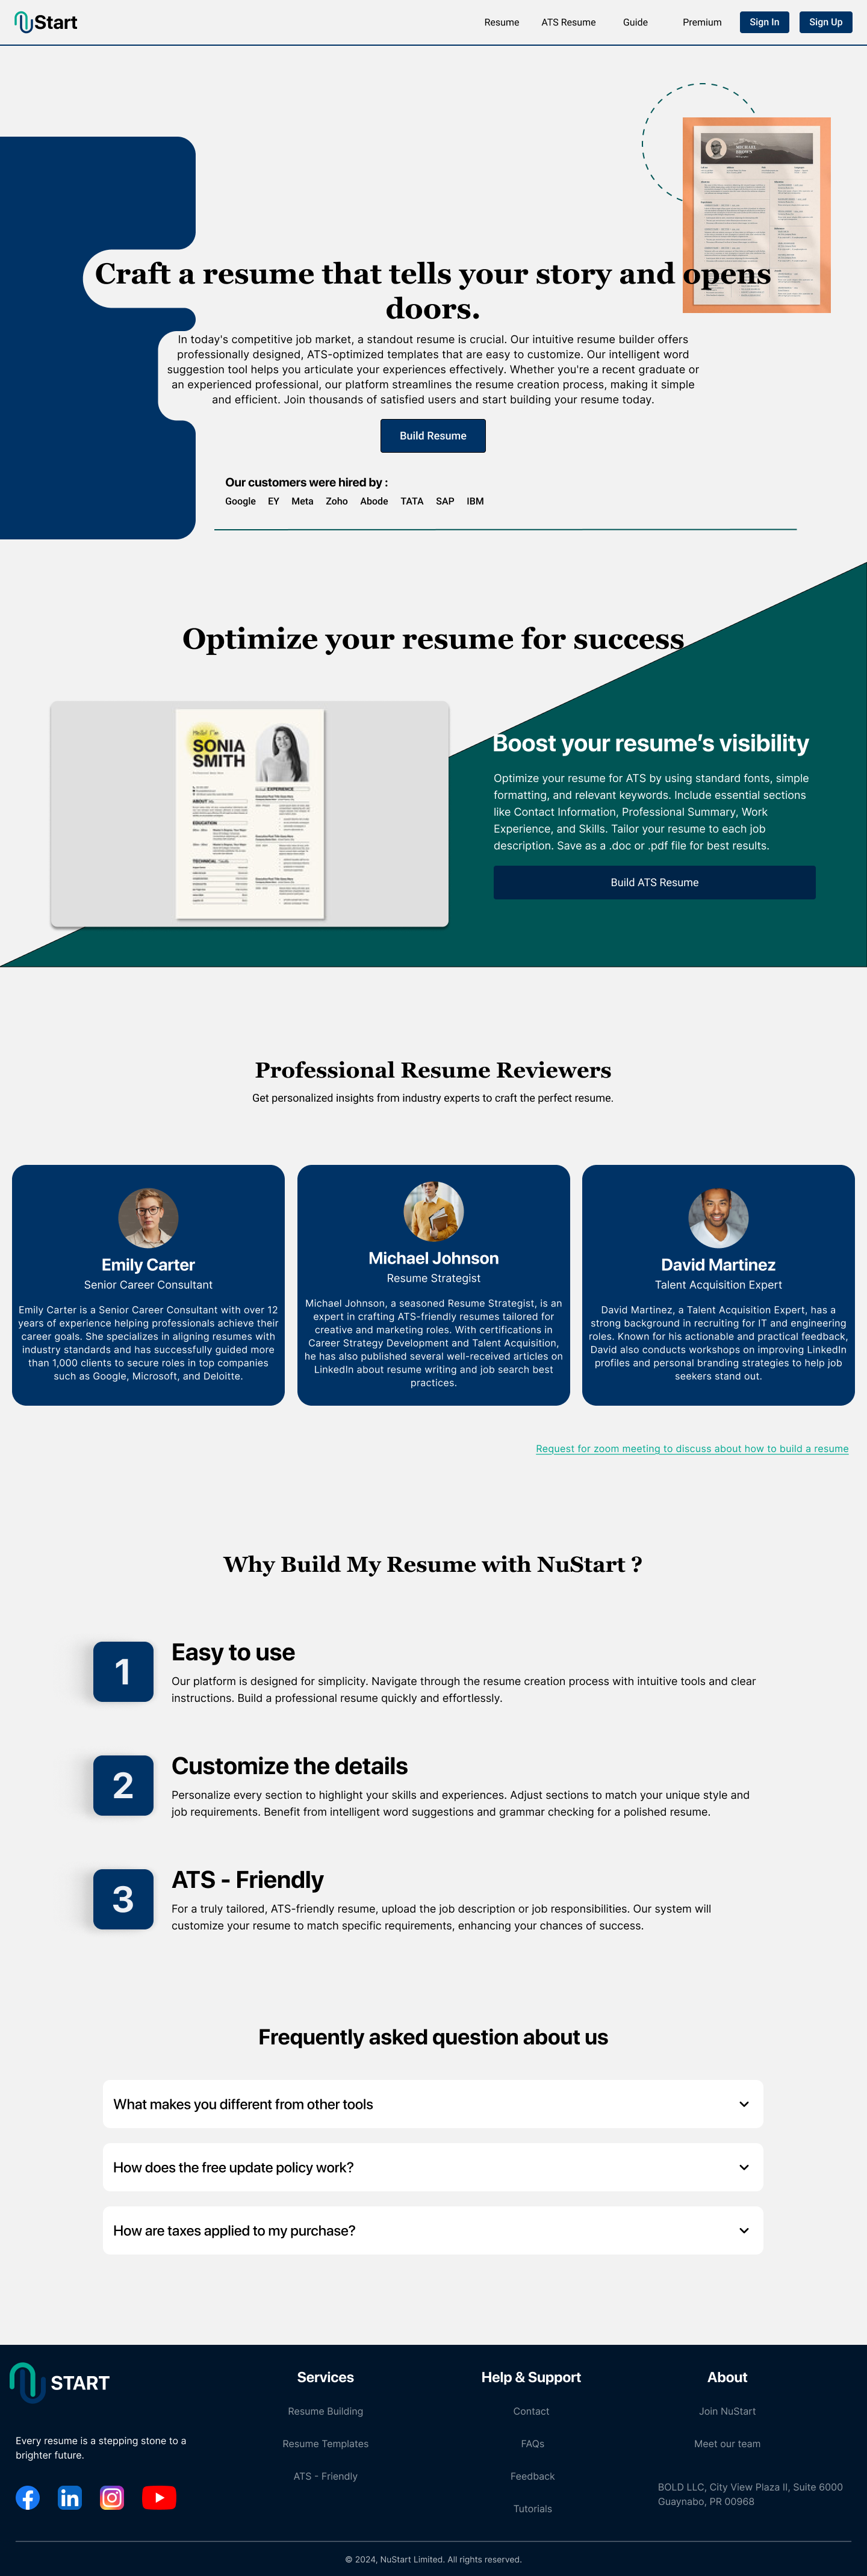 Start
Resume
ATS Resume
Guide
Premium
Sign In
Sign Up
MICHAEL
BROWN
Craft a resume that tells your story and opens
doors.
In today's competitive job market, a standout resume is crucial. Our intuitive resume builder offers
professionally designed, ATS-optimized templates that are easy to customize. Our intelligent word
suggestion tool helps you articulate your experiences effectively. Whether you're a recent graduate or
an experienced professional, our platform streamlines the resume creation process, making it simple
and efficient. Join thousands of satisfied users and start building your resume today.
Build Resume
Our customers were hired by :
Google EY Meta Zoho Abode TATA SAP IBM
Optimize your resume for success
Hello! I'm
SONIA
SMITH
ABOUT
EDUCATION
TECHNICAL
EXPERIENCE
Boost your resume's visibility
Optimize your resume for ATS by using standard fonts, simple
formatting, and relevant keywords. Include essential sections
like Contact Information, Professional Summary, Work
Experience, and Skills. Tailor your resume to each job
description. Save as a .doc or .pdf file for best results.
Build ATS Resume
Professional Resume Reviewers
Get personalized insights from industry experts to craft the perfect resume.
Emily Carter
Senior Career Consultant
Emily Carter is a Senior Career Consultant with over 12
years of experience helping professionals achieve their
career goals. She specializes in aligning resumes with
industry standards and has successfully guided more
than 1,000 clients to secure roles in top companies
such as Google, Microsoft, and Deloitte.
Michael Johnson
Resume Strategist
Michael Johnson, a seasoned Resume Strategist, is an
expert in crafting ATS-friendly resumes tailored for
creative and marketing roles. With certifications in
Career Strategy Development and Talent Acquisition,
he has also published several well-received articles on
LinkedIn about resume writing and job search best
practices.
David Martinez
Talent Acquisition Expert
David Martinez, a Talent Acquisition Expert, has a
strong background in recruiting for IT and engineering
roles. Known for his actionable and practical feedback,
David also conducts workshops on improving LinkedIn
profiles and personal branding strategies to help job
seekers stand out.
Request for zoom meeting to discuss about how to build a resume
Why Build My Resume with NuStart ?
1
Easy to use
Our platform is designed for simplicity. Navigate through the resume creation process with intuitive tools and clear
instructions. Build a professional resume quickly and effortlessly.
2
Customize the details
Personalize every section to highlight your skills and experiences. Adjust sections to match your unique style and
job requirements. Benefit from intelligent word suggestions and grammar checking for a polished resume.
3
ATS - Friendly
For a truly tailored, ATS-friendly resume, upload the job description or job responsibilities. Our system will
customize your resume to match specific requirements, enhancing your chances of success.
Frequently asked question about us
What makes you different from other tools
How does the free update policy work?
How are taxes applied to my purchase?
START
Every resume is a stepping stone to a
brighter future.
in
Services
Resume Building
Resume Templates
ATS - Friendly
Help & Support
Contact
FAQs
Feedback
Tutorials
About
Join NuStart
Meet our team
BOLD LLC, City View Plaza II, Suite 6000
Guaynabo, PR 00968
© 2024, NuStart Limited. All rights reserved.